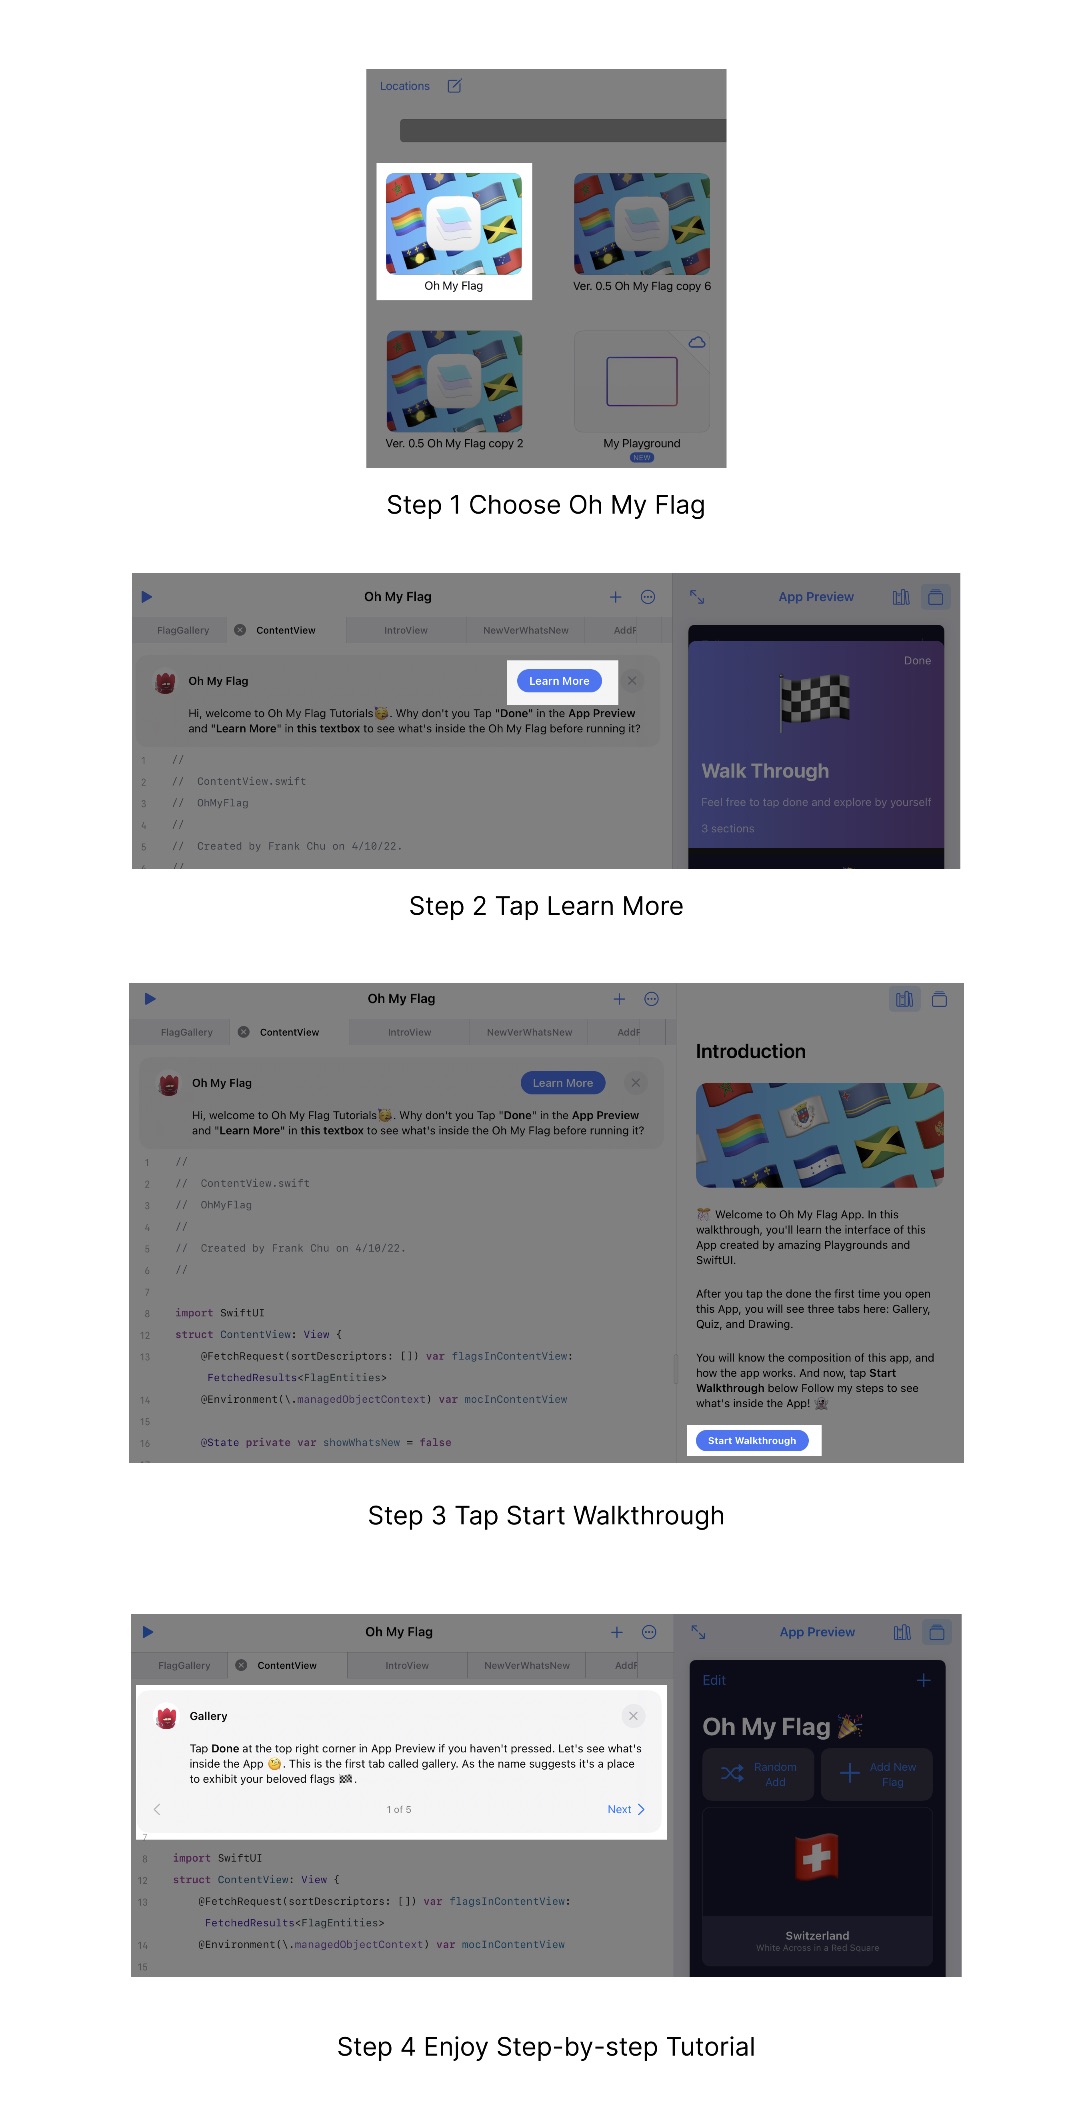 Locations
Oh My Flag
Ver. 0.5 Oh My Flag copy 6
Ver. 0.5 Oh My Flag copy 2
My Playground
NEW
Step 1 Choose Oh My Flag
Oh My Flag
App Preview
FlagGallery
ContentView
IntroView
NewVerWhatsNew
AddF
Oh My Flag
Learn More
Hi, welcome to Oh My Flag Tutorials🥳. Why don't you Tap "Done" in the App Preview
and "Learn More" in this textbox to see what's inside the Oh My Flag before running it?
1 //
2 // ContentView.swift
3 // OhMyFlag
4 //
5 // Created by Frank Chu on 4/10/22.
6 //
Done
Walk Through
Feel free to tap done and explore by yourself
3 sections
Step 2 Tap Learn More
Oh My Flag
FlagGallery
ContentView
IntroView
NewVerWhatsNew
AddF
Oh My Flag
Learn More
Hi, welcome to Oh My Flag Tutorials🥳. Why don't you Tap "Done" in the App Preview
and "Learn More" in this textbox to see what's inside the Oh My Flag before running it?
1 //
2 // ContentView.swift
3 // OhMyFlag
4 //
5 // Created by Frank Chu on 4/10/22.
6 //
7
8 import SwiftUI
12 struct ContentView: View {
13 @FetchRequest(sortDescriptors: []) var flagsInContentView:
FetchedResults<FlagEntities>
14 @Environment(\.managedObjectContext) var mocInContentView
15
16 @State private var showWhatsNew = false
Introduction
🎊 Welcome to Oh My Flag App. In this
walkthrough, you'll learn the interface of this
App created by amazing Playgrounds and
SwiftUI.
After you tap the done the first time you open
this App, you will see three tabs here: Gallery,
Quiz, and Drawing.
You will know the composition of this app, and
how the app works. And now, tap Start
Walkthrough below Follow my steps to see
what's inside the App!
Start Walkthrough
Step 3 Tap Start Walkthrough
Oh My Flag
App Preview
FlagGallery
ContentView
IntroView
NewVerWhatsNew
AddF
Gallery
Tap Done at the top right corner in App Preview if you haven't pressed. Let's see what's
inside the App 🧐. This is the first tab called gallery. As the name suggests it's a place
to exhibit your beloved flags 🏁.
1 of 5
Next
7
8 import SwiftUI
12 struct ContentView: View {
13 @FetchRequest(sortDescriptors: []) var flagsInContentView:
FetchedResults<FlagEntities>
14 @Environment(\.managedObjectContext) var mocInContentView
15
Edit
Oh My Flag 🎉
Random
Add
Add New
Flag
Switzerland
White Across in a Red Square
Step 4 Enjoy Step-by-step Tutorial